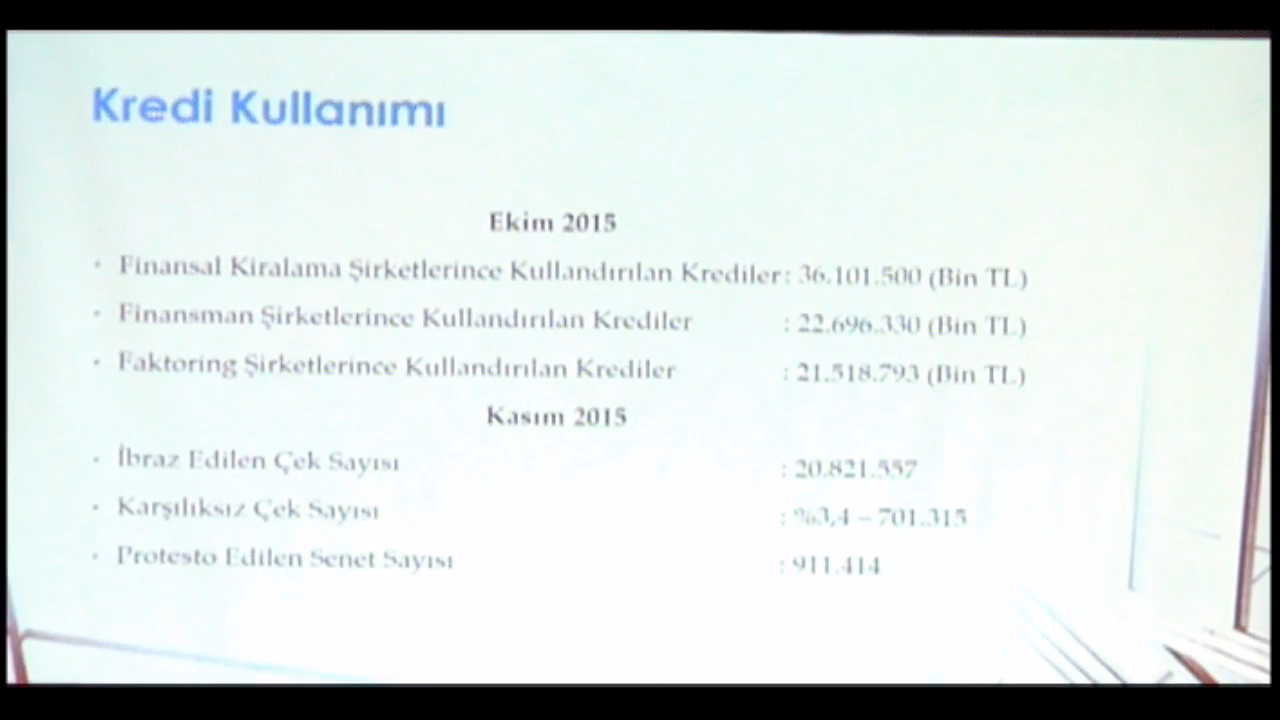 Kredi Kullanımı
Ekim 2015
• Finansal Kiralama Şirketlerince Kullandırılan Krediler: 36.101.500 (Bin TL)
• Finansman Şirketlerince Kullandırılan Krediler : 22.696.330 (Bin TL)
• Faktoring Şirketlerince Kullandırılan Krediler : 21.518.793 (Bin TL)
Kasım 2015
• İbraz Edilen Çek Sayısı : 20.821.557
• Karşılıksız Çek Sayısı : %3,4 – 701.315
• Protesto Edilen Senet Sayısı : 911.414